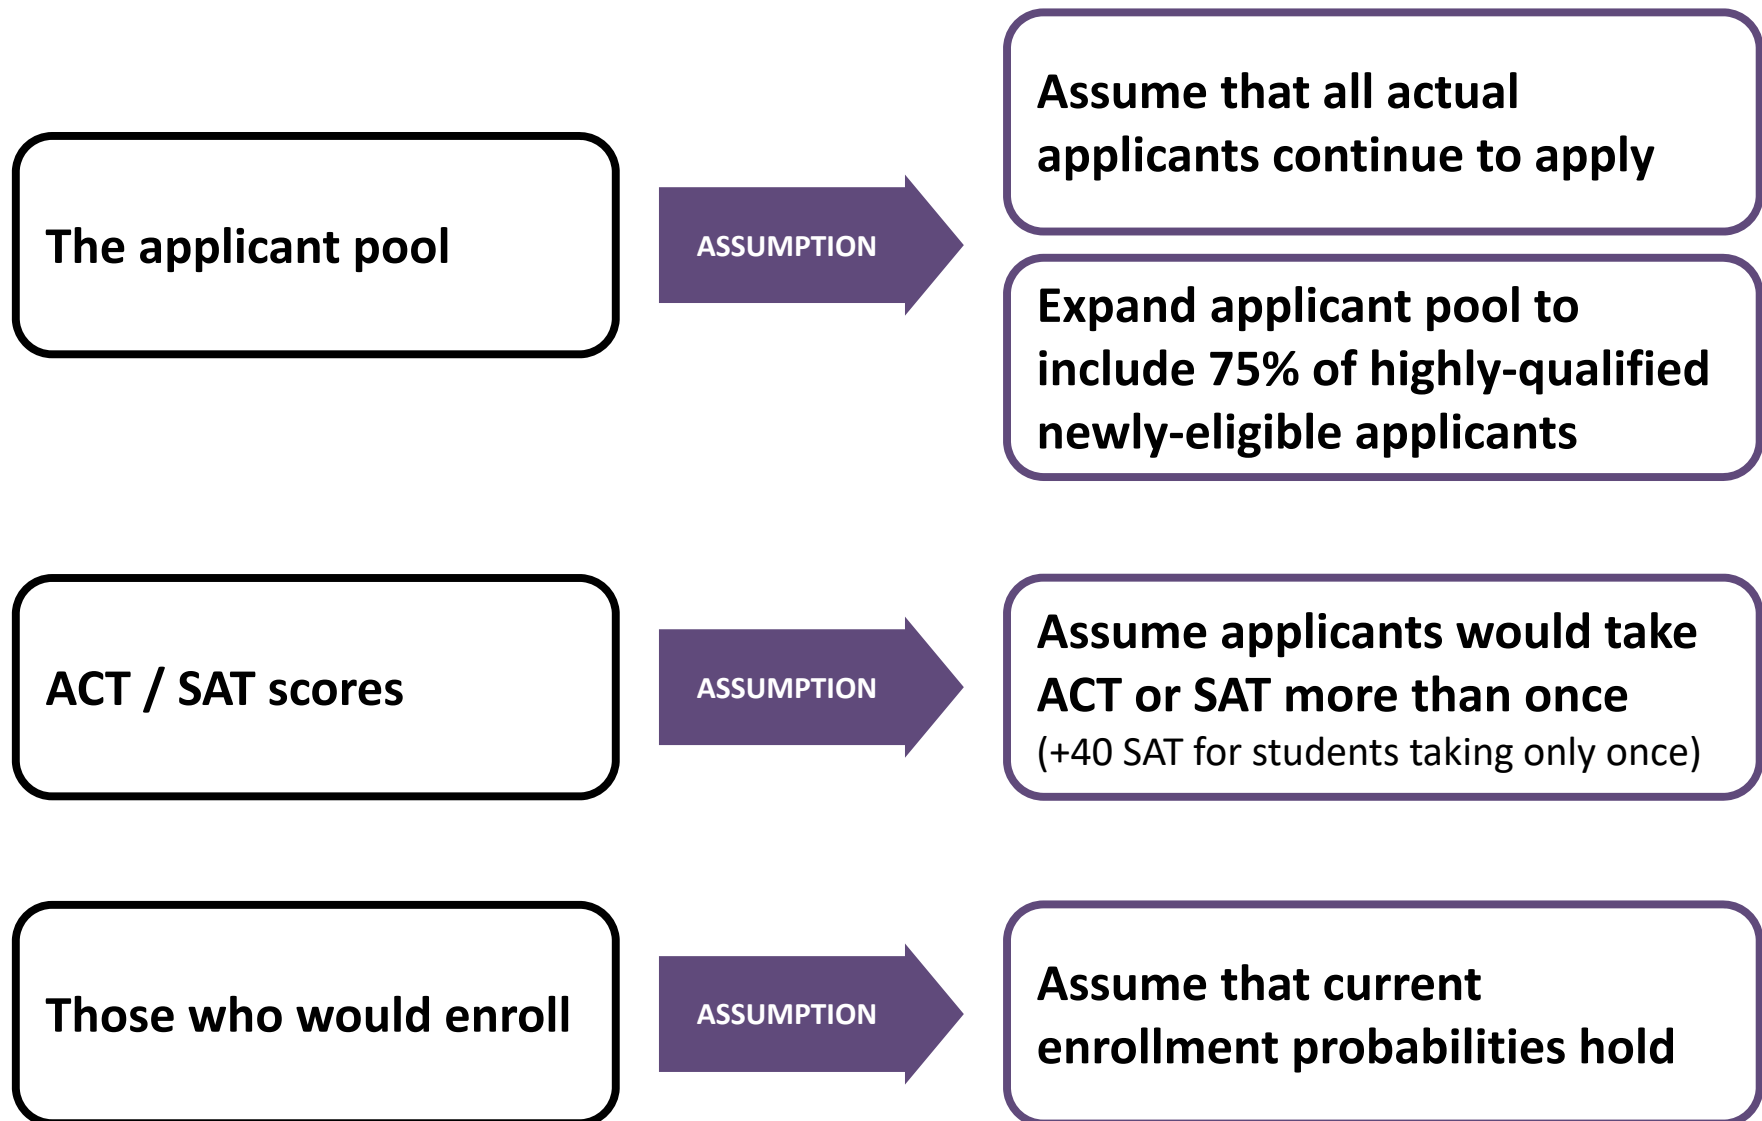 The applicant pool
ASSUMPTION
Assume that all actual
applicants continue to apply
Expand applicant pool to
include 75% of highly-qualified
newly-eligible applicants
ACT / SAT scores
ASSUMPTION
Assume applicants would take
ACT or SAT more than once
(+40 SAT for students taking only once)
Those who would enroll
ASSUMPTION
Assume that current
enrollment probabilities hold